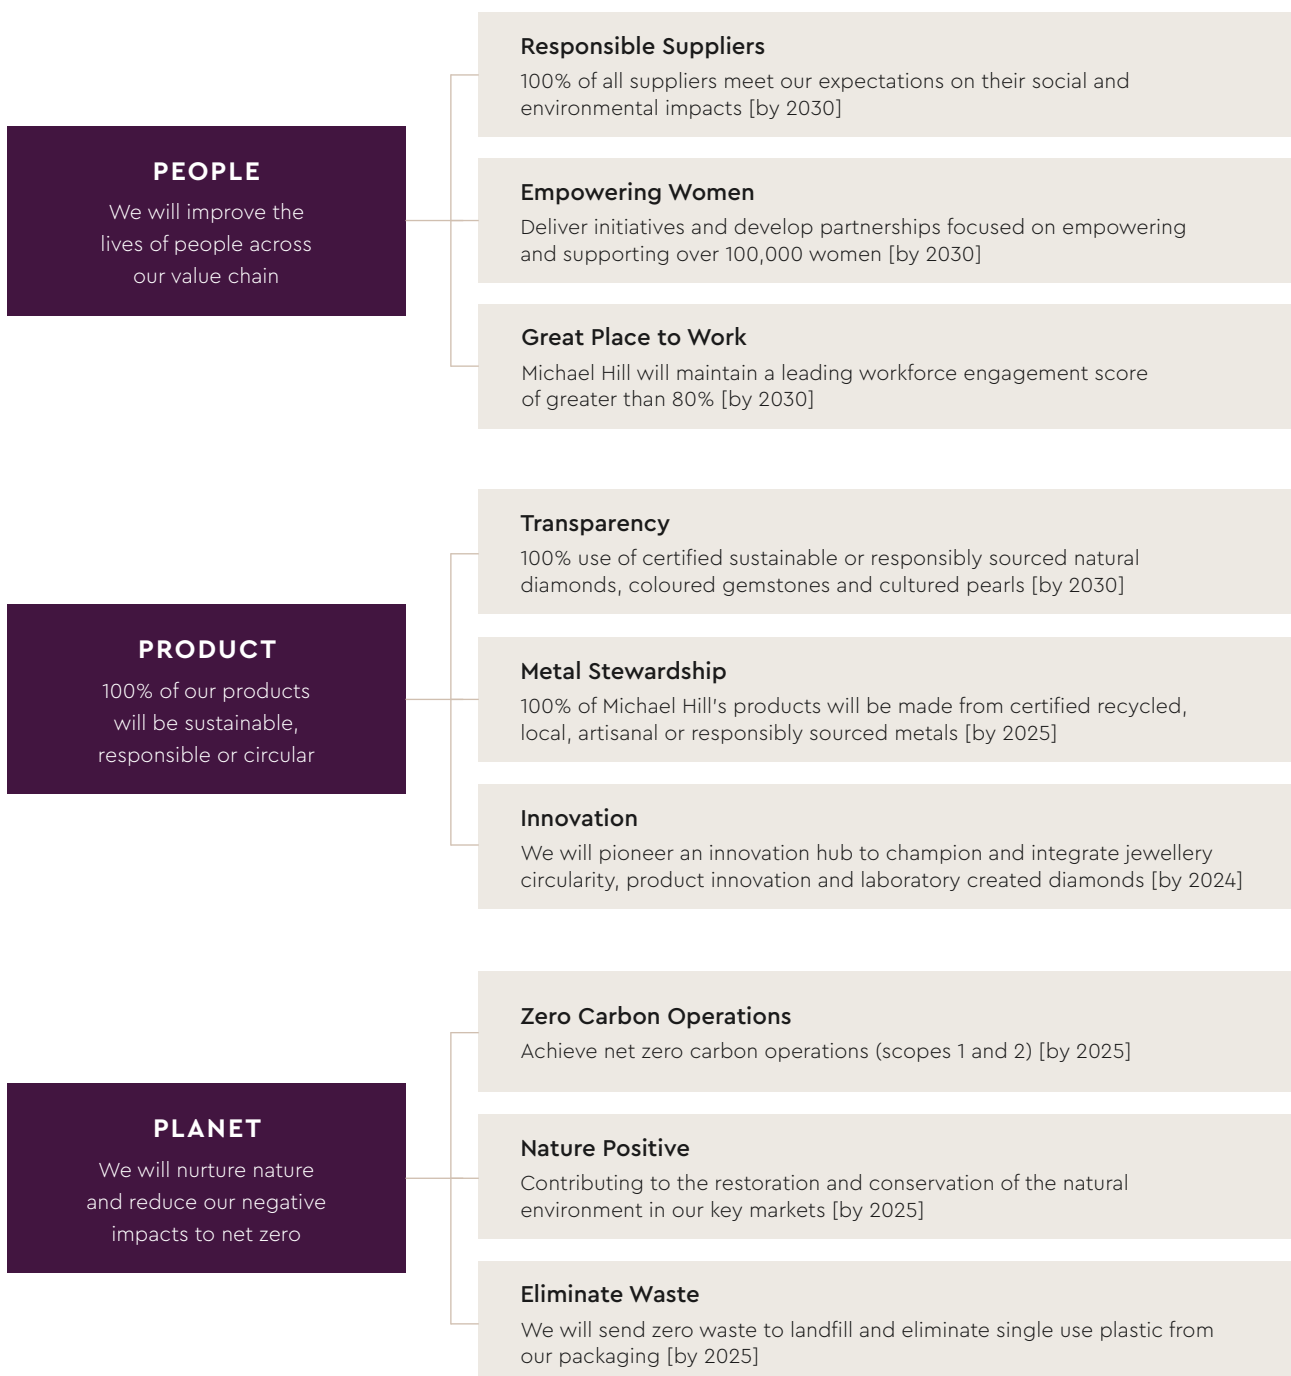 PEOPLE
We will improve the
lives of people across
our value chain
Responsible Suppliers
100% of all suppliers meet our expectations on their social and
environmental impacts [by 2030]
Empowering Women
Deliver initiatives and develop partnerships focused on empowering
and supporting over 100,000 women [by 2030]
Great Place to Work
Michael Hill will maintain a leading workforce engagement score
of greater than 80% [by 2030]
PRODUCT
100% of our products
will be sustainable,
responsible or circular
Transparency
100% use of certified sustainable or responsibly sourced natural
diamonds, coloured gemstones and cultured pearls [by 2030]
Metal Stewardship
100% of Michael Hill's products will be made from certified recycled,
local, artisanal or responsibly sourced metals [by 2025]
Innovation
We will pioneer an innovation hub to champion and integrate jewellery
circularity, product innovation and laboratory created diamonds [by 2024]
PLANET
We will nurture nature
and reduce our negative
impacts to net zero
Zero Carbon Operations
Achieve net zero carbon operations (scopes 1 and 2) [by 2025]
Nature Positive
Contributing to the restoration and conservation of the natural
environment in our key markets [by 2025]
Eliminate Waste
We will send zero waste to landfill and eliminate single use plastic from
our packaging [by 2025]